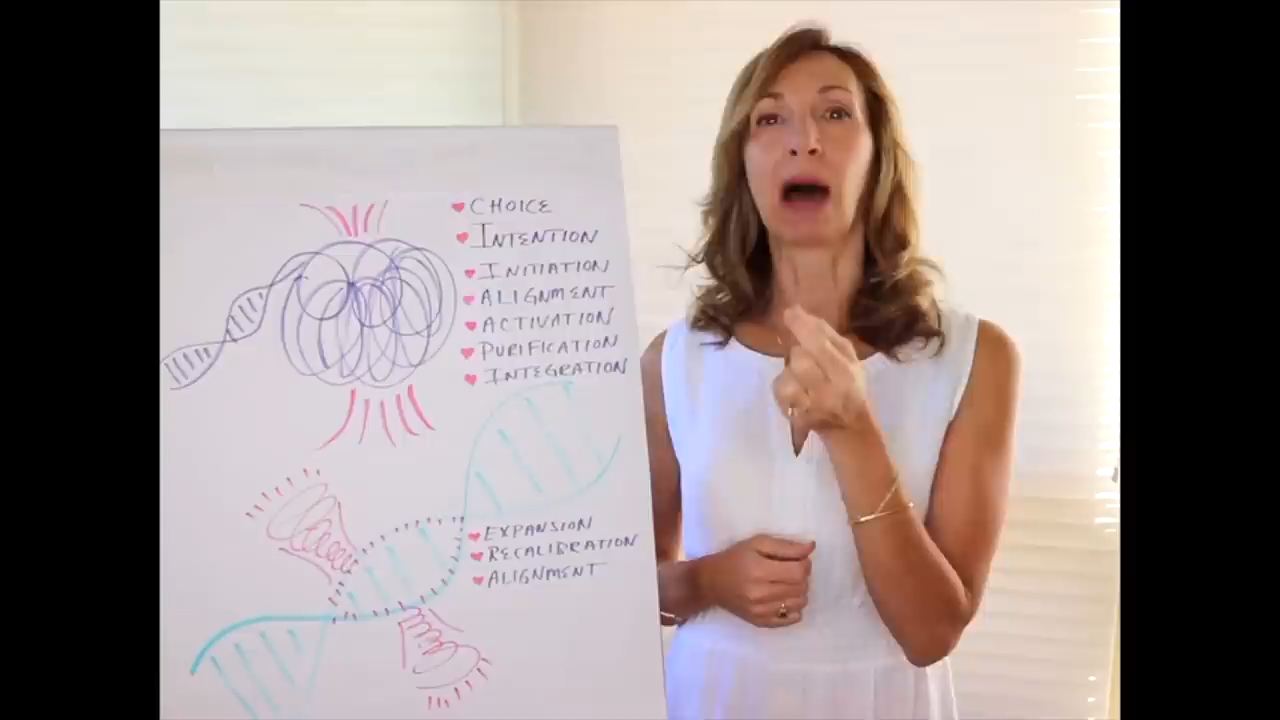 CHOICE
INTENTION
INITIATION
ALIGNMENT
ACTIVATION
PURIFICATION
INTEGRATION
EXPANSION
RECALIBRATION
ALIGNMENT